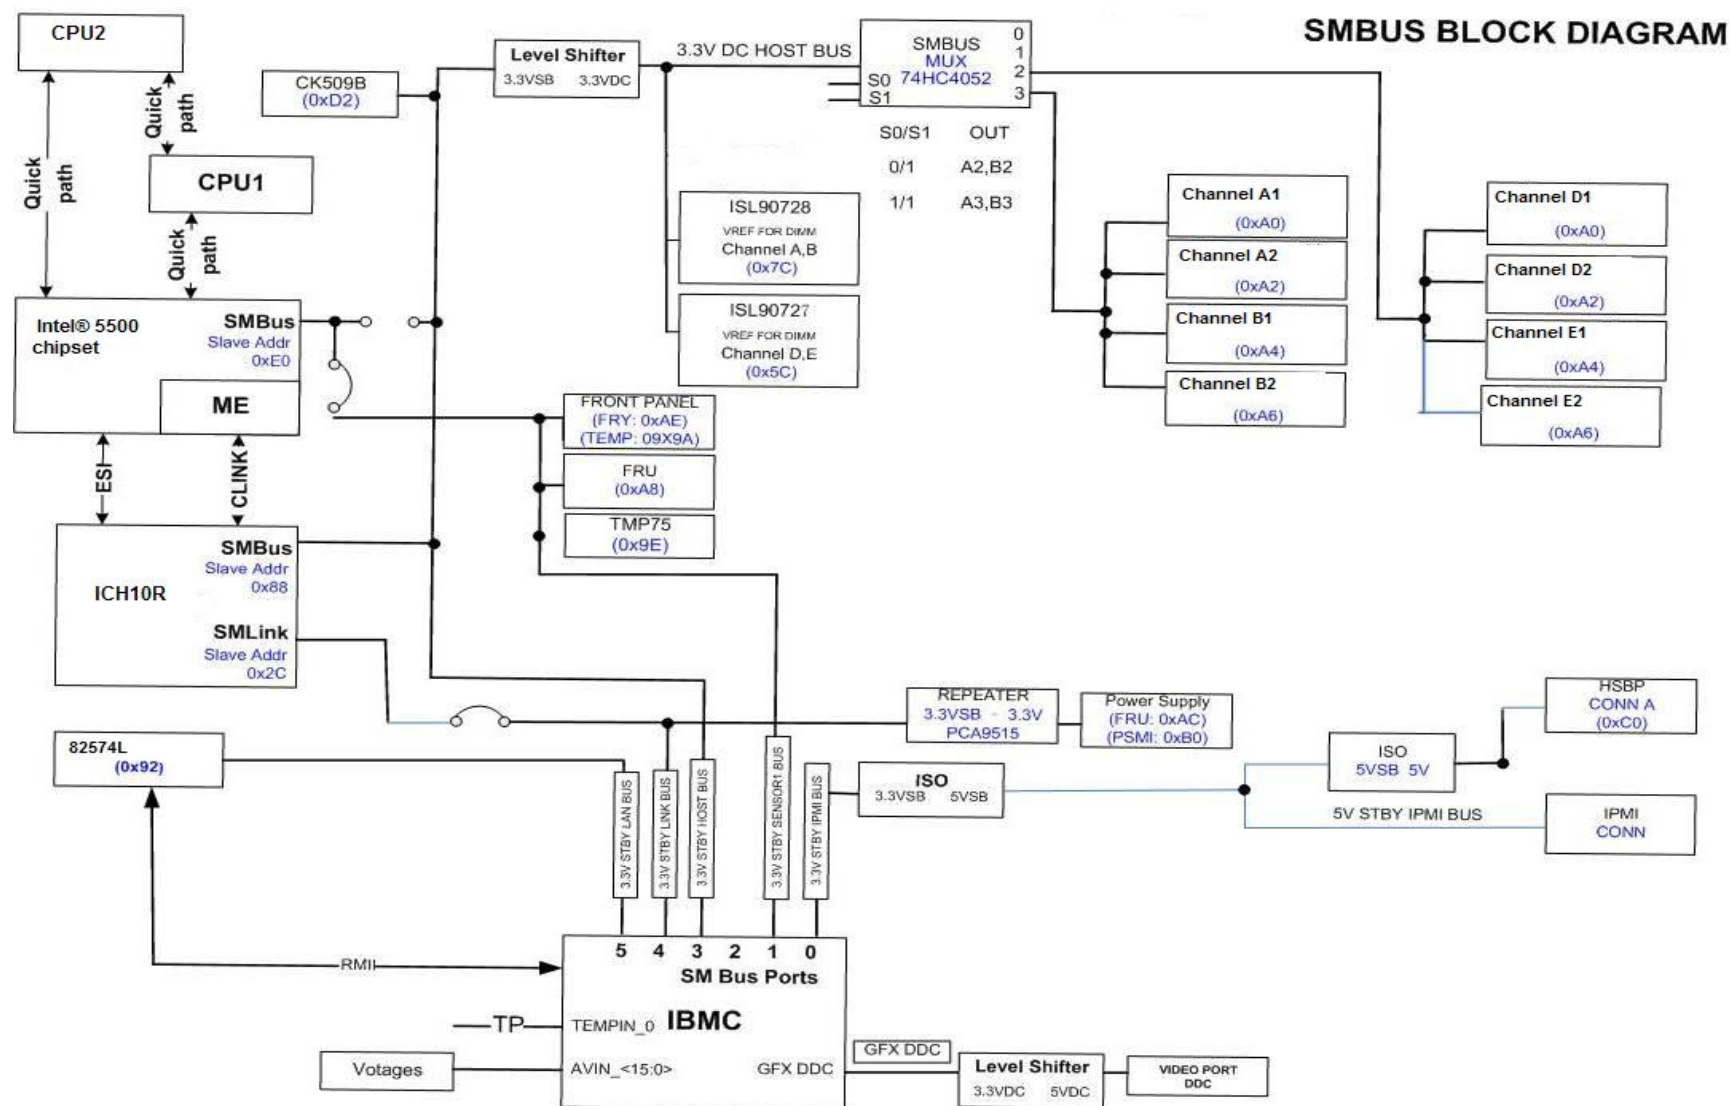 SMBUS BLOCK DIAGRAM
CPU2
Quick
path
Quick
path
CPU1
Quick
path
CK509B
(0xD2)
Level Shifter
3.3VSB 3.3VDC
3.3V DC HOST BUS
SMBUS
MUX
74HC4052
0
1
2
3
S0
S1
S0/S1 OUT
0/1 A2,B2
1/1 A3,B3
ISL90728
VREF FOR DIMM
Channel A,B
(0x7C)
ISL90727
VREF FOR DIMM
Channel D,E
(0x5C)
Channel A1
(0xA0)
Channel A2
(0xA2)
Channel B1
(0xA4)
Channel B2
(0xA6)
Channel D1
(0xA0)
Channel D2
(0xA2)
Channel E1
(0xA4)
Channel E2
(0xA6)
Intel® 5500
chipset
SMBus
Slave Addr
0xE0
ME
ESI
CLINK
FRONT PANEL
(FRY: 0xAE)
(TEMP: 09X9A)
FRU
(0xA8)
TMP75
(0x9E)
ICH10R
SMBus
Slave Addr
0x88
SMLink
Slave Addr
0x2C
REPEATER
3.3VSB - 3.3V
PCA9515
Power Supply
(FRU: 0xAC)
(PSMI: 0xB0)
HSBP
CONN A
(0xC0)
82574L
(0x92)
3.3V STBY LAN BUS
3.3V STBY LINK BUS
3.3V STBY HOST BUS
3.3V STBY SENSOR1 BUS
3.3V STBY IPMI BUS
ISO
3.3VSB 5VSB
ISO
5VSB 5V
5V STBY IPMI BUS
IPMI
CONN
RMII
5 4 3 2 1 0
SM Bus Ports
IBMC
TP
TEMPIN_0
Votages
AVIN_<15:0>
GFX DDC
GFX DDC
Level Shifter
3.3VDC 5VDC
VIDEO PORT
DDC